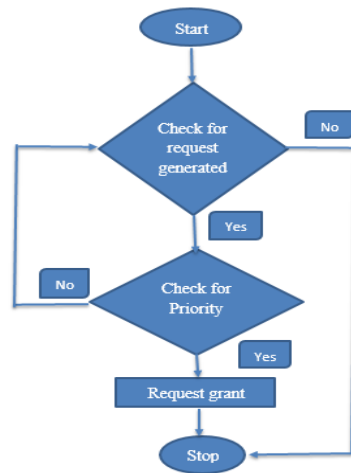 Start
Check for
request
generated
No
Yes
No
Check for
Priority
Yes
Request grant
Stop